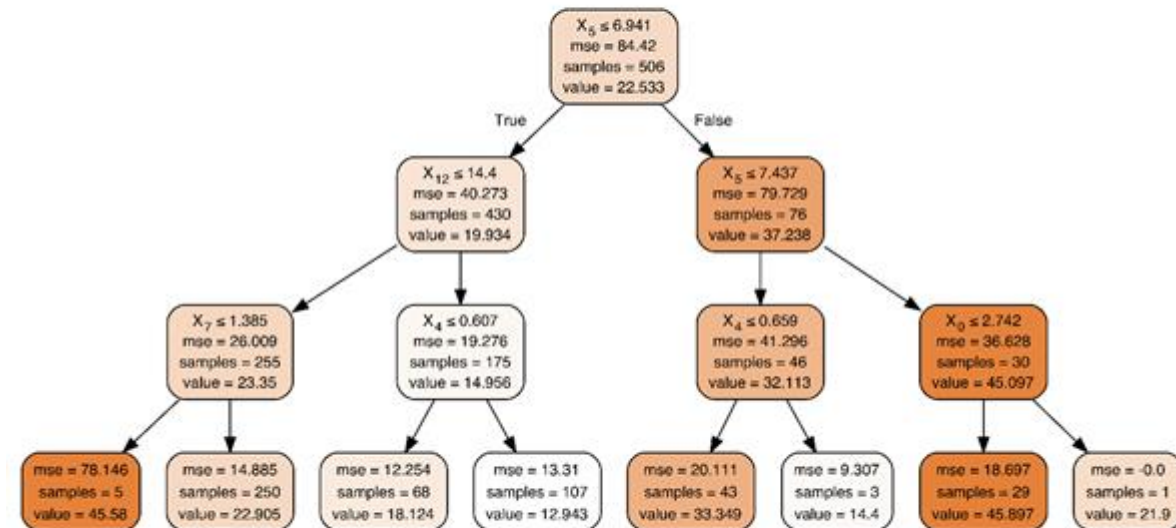 X5 ≤ 6.941
mse = 84.42
samples = 506
value = 22.533
True
False
X12 ≤ 14.4
mse = 40.273
samples = 430
value = 19.934
X5 ≤ 7.437
mse = 79.729
samples = 76
value = 37.238
X7 ≤ 1.385
mse = 26.009
samples = 255
value = 23.35
X4 ≤ 0.607
mse = 19.276
samples = 175
value = 14.956
X4 ≤ 0.659
mse = 41.296
samples = 46
value = 32.113
X0 ≤ 2.742
mse = 36.628
samples = 30
value = 45.097
mse = 78.146
samples = 5
value = 45.58
mse = 14.885
samples = 250
value = 22.905
mse = 12.254
samples = 68
value = 18.124
mse = 13.31
samples = 107
value = 12.943
mse = 20.111
samples = 43
value = 33.349
mse = 9.307
samples = 3
value = 14.4
mse = 18.697
samples = 29
value = 45.897
mse = -0.0
samples = 1
value = 21.9